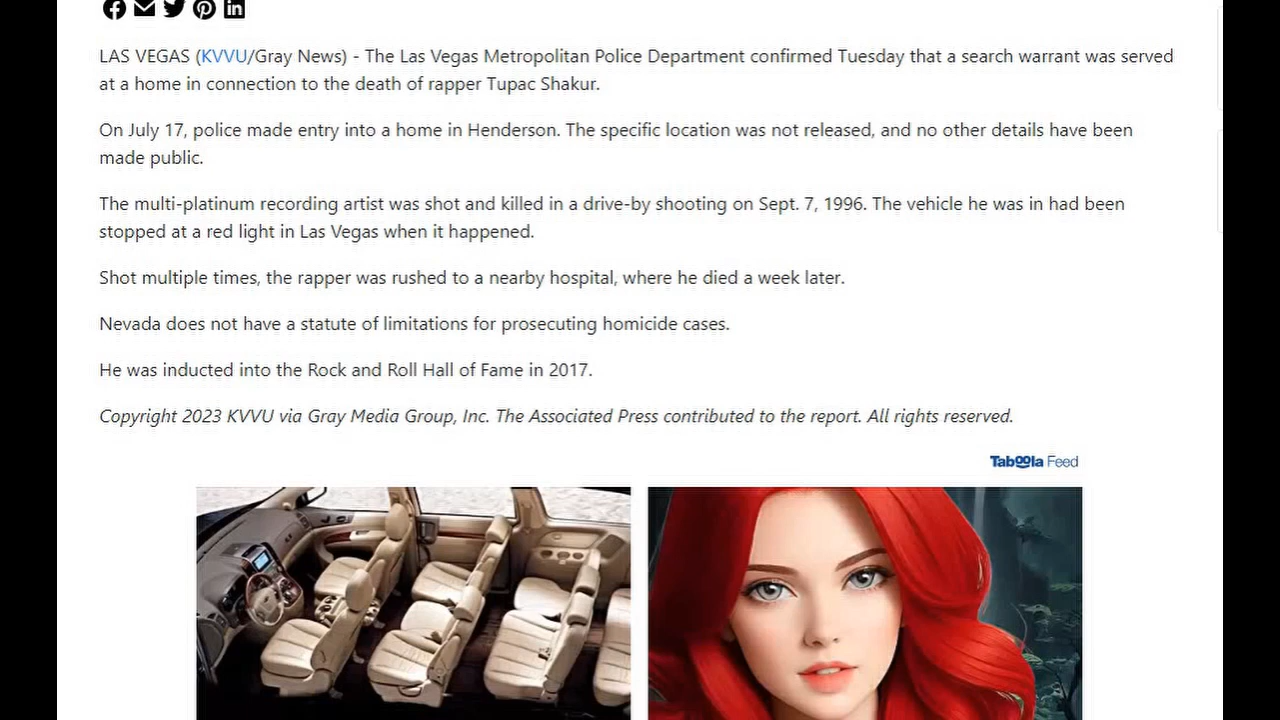 LAS VEGAS (KVVU/Gray News) - The Las Vegas Metropolitan Police Department confirmed Tuesday that a search warrant was served
at a home in connection to the death of rapper Tupac Shakur.
On July 17, police made entry into a home in Henderson. The specific location was not released, and no other details have been
made public.
The multi-platinum recording artist was shot and killed in a drive-by shooting on Sept. 7, 1996. The vehicle he was in had been
stopped at a red light in Las Vegas when it happened.
Shot multiple times, the rapper was rushed to a nearby hospital, where he died a week later.
Nevada does not have a statute of limitations for prosecuting homicide cases.
He was inducted into the Rock and Roll Hall of Fame in 2017.
Copyright 2023 KVVU via Gray Media Group, Inc. The Associated Press contributed to the report. All rights reserved.
Taboola Feed